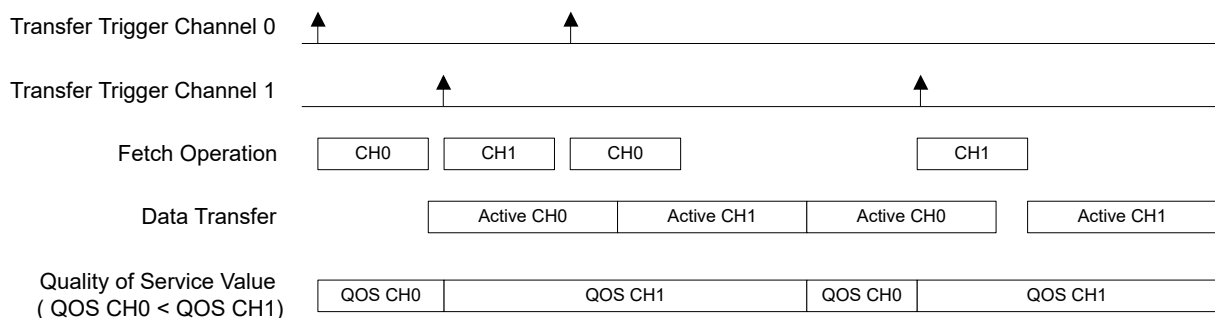 Transfer Trigger Channel 0
Transfer Trigger Channel 1
Fetch Operation CH0 CH1 CH0 CH1
Data Transfer Active CH0 Active CH1 Active CH0 Active CH1
Quality of Service Value
( QOS CH0 < QOS CH1) QOS CH0 QOS CH1 QOS CH0 QOS CH1